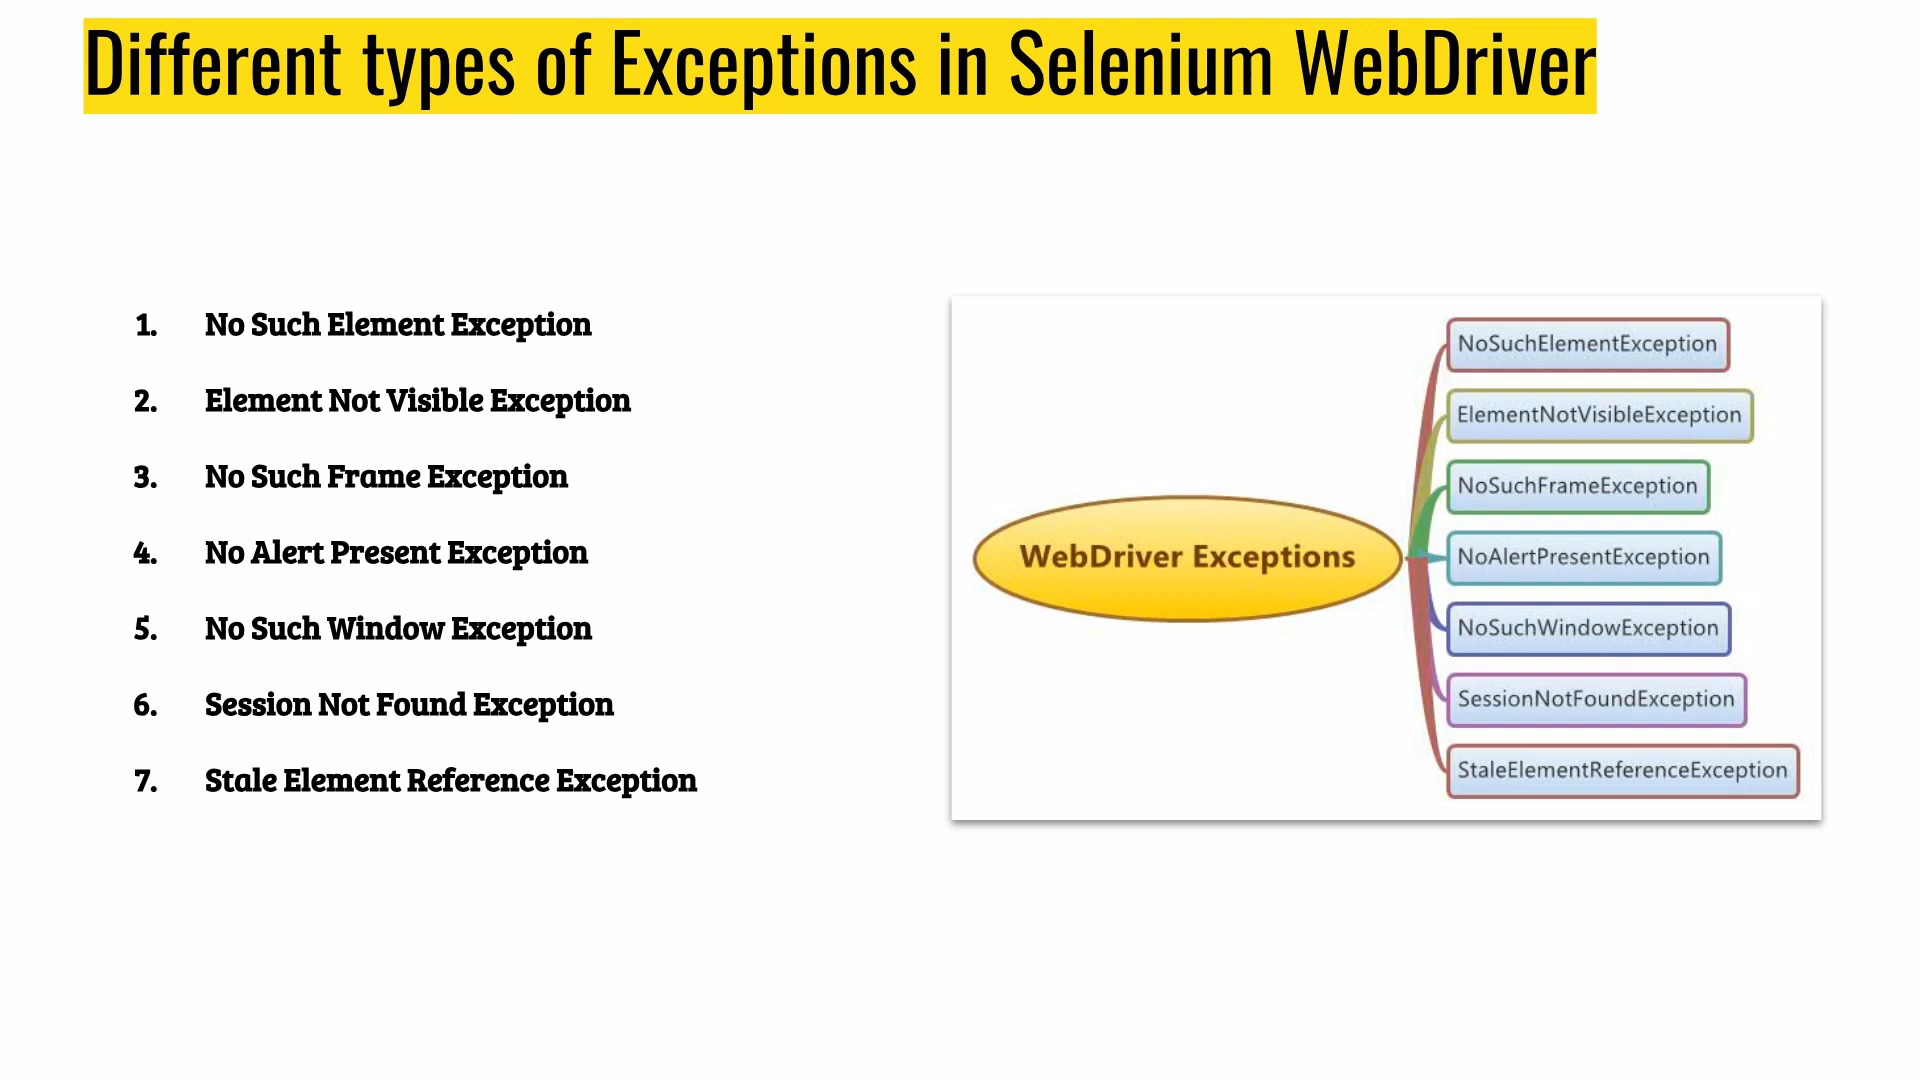 Different types of Exceptions in Selenium WebDriver
1. No Such Element Exception
2. Element Not Visible Exception
3. No Such Frame Exception
4. No Alert Present Exception
5. No Such Window Exception
6. Session Not Found Exception
7. Stale Element Reference Exception
WebDriver Exceptions
NoSuchElementException
ElementNotVisibleException
NoSuchFrameException
NoAlertPresentException
NoSuchWindowException
SessionNotFoundException
StaleElementReferenceException